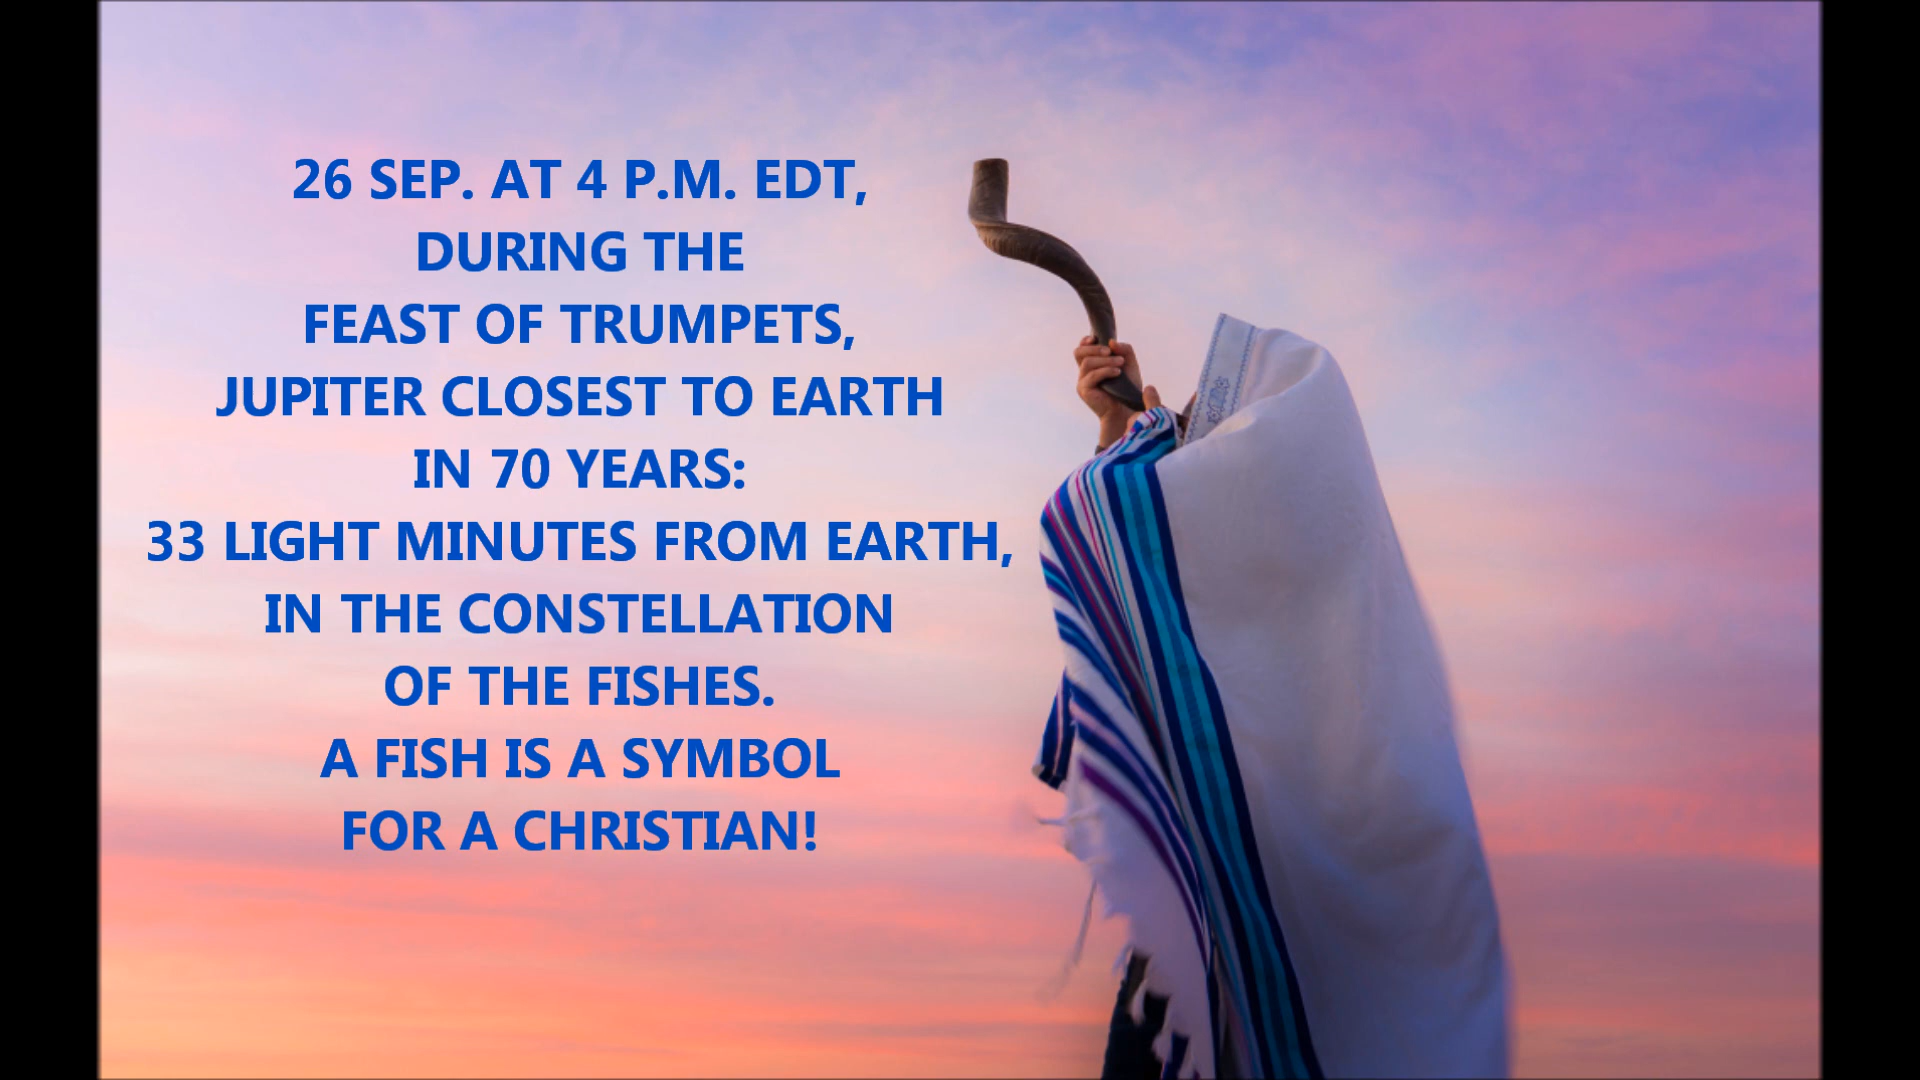 26 SEP. AT 4 P.M. EDT,
DURING THE
FEAST OF TRUMPETS,
JUPITER CLOSEST TO EARTH
IN 70 YEARS:
33 LIGHT MINUTES FROM EARTH,
IN THE CONSTELLATION
OF THE FISHES.
A FISH IS A SYMBOL
FOR A CHRISTIAN!